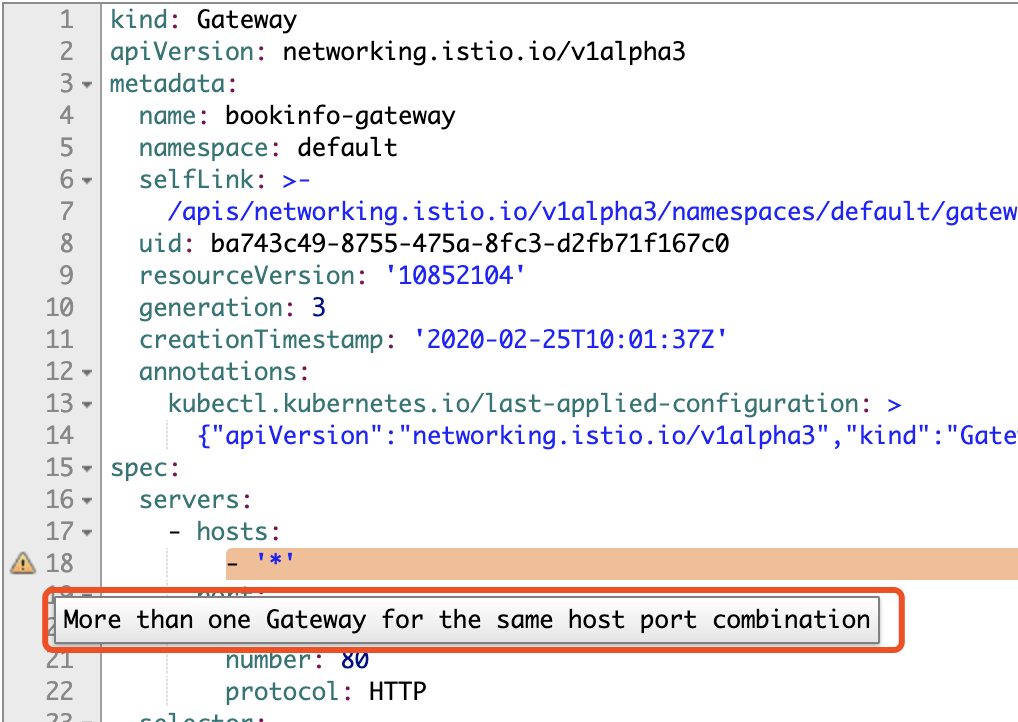 1 kind: Gateway
2 apiVersion: networking.istio.io/v1alpha3
3 metadata:
4 name: bookinfo-gateway
5 namespace: default
6 selfLink: >-
7 /apis/networking.istio.io/v1alpha3/namespaces/default/gatew
8 uid: ba743c49-8755-475a-8fc3-d2fb71f167c0
9 resourceVersion: '10852104'
10 generation: 3
11 creationTimestamp: '2020-02-25T10:01:37Z'
12 annotations:
13 kubectl.kubernetes.io/last-applied-configuration: >
14 {"apiVersion":"networking.istio.io/v1alpha3","kind":"Gate
15 spec:
16 servers:
17 - hosts:
18 - '*'
More than one Gateway for the same host port combination
21 number: 80
22 protocol: HTTP
23 selector: